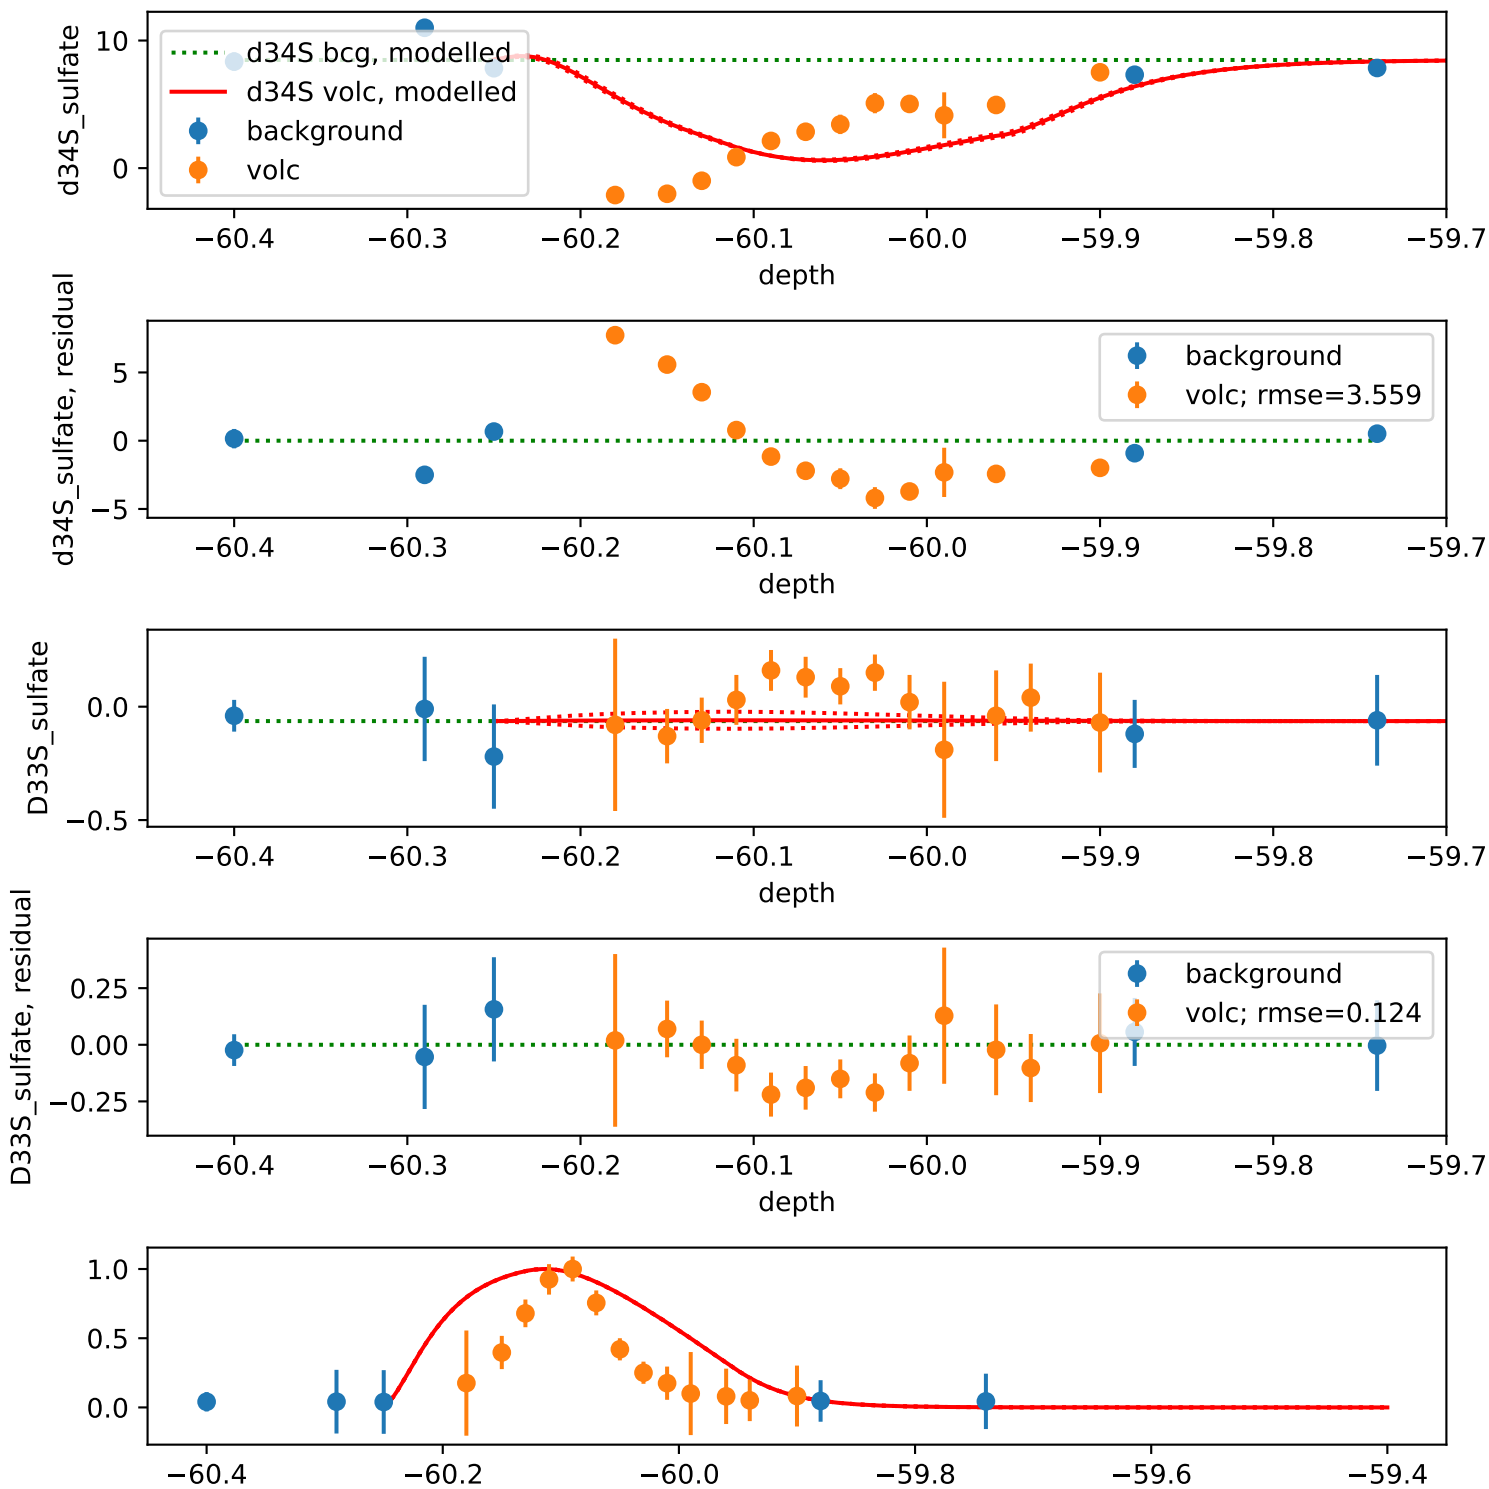 d34S_sulfate
10
0
d34S bcg, modelled
d34S volc, modelled
background
volc
−60.4 −60.3 −60.2 −60.1 −60.0 −59.9 −59.8 −59.7
depth
d34S_sulfate, residual
5
0
−5
background
volc; rmse=3.559
−60.4 −60.3 −60.2 −60.1 −60.0 −59.9 −59.8 −59.7
depth
D33S_sulfate
0.0
−0.5
−60.4 −60.3 −60.2 −60.1 −60.0 −59.9 −59.8 −59.7
depth
D33S_sulfate, residual
0.25
0.00
−0.25
background
volc; rmse=0.124
−60.4 −60.3 −60.2 −60.1 −60.0 −59.9 −59.8 −59.7
depth
1.0
0.5
0.0
−60.4 −60.2 −60.0 −59.8 −59.6 −59.4